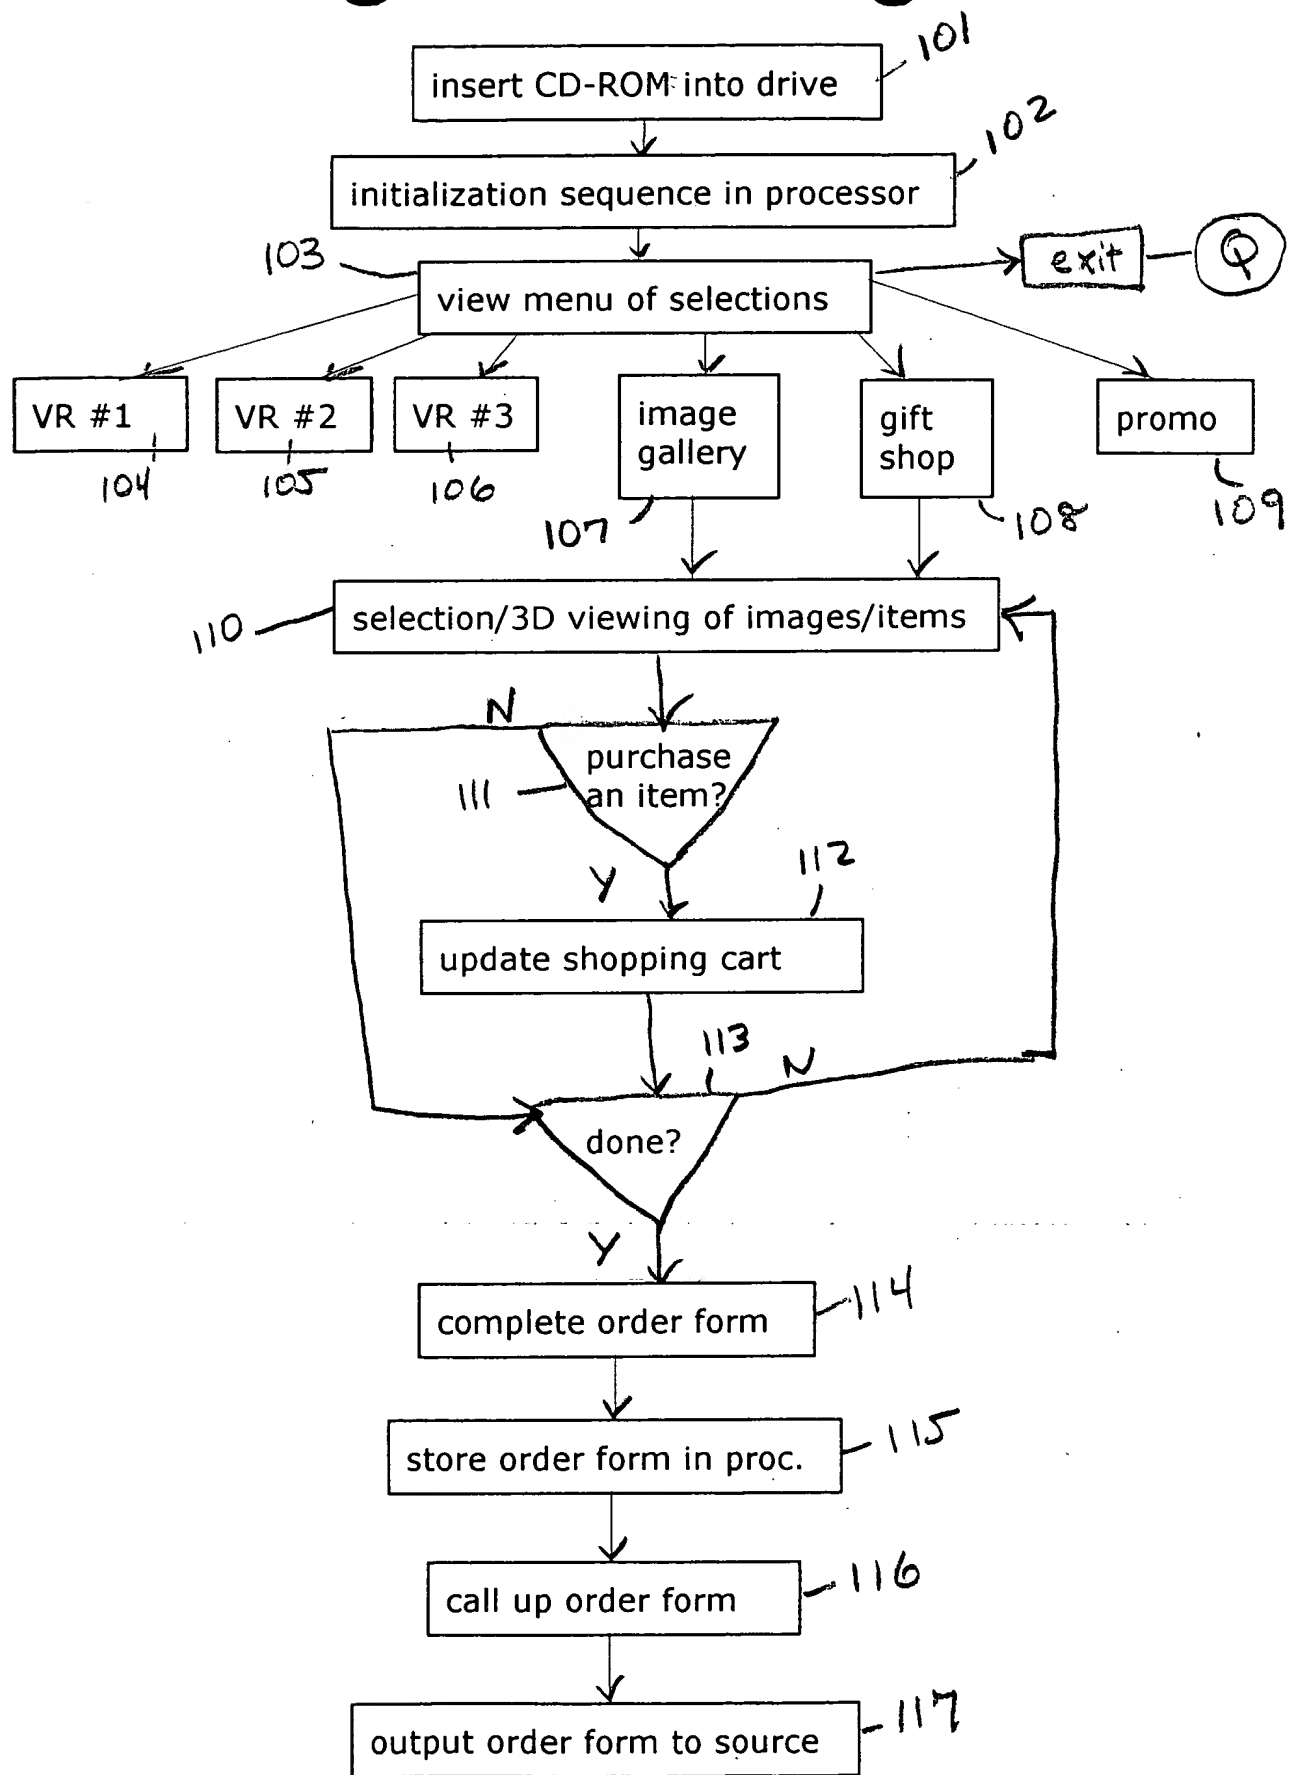 101
insert CD-ROM into drive
102
initialization sequence in processor
103
exit
Q
view menu of selections
VR #1
VR #2
VR #3
image
gallery
gift
shop
promo
104
105
106
107
108
109
110
selection/3D viewing of images/items
N
purchase
an item?
111
Y
112
update shopping cart
113
N
done?
Y
complete order form
114
store order form in proc.
115
call up order form
116
output order form to source
117